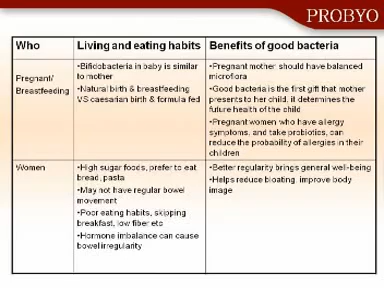 PROBYO
Who
Living and eating habits
Benefits of good bacteria
Pregnant/
Breastfeeding
•Bifidobacteria in baby is similar
to mother
•Natural birth & breastfeeding
VS caesarian birth & formula fed
•Pregnant mother should have balanced
microflora
•Good bacteria is the first gift that mother
presents to her child, it determines the
future health of the child
•Pregnant women who have allergy
symptoms, and take probiotics, can
reduce the probability of allergies in their
children
Women
•High sugar foods, prefer to eat
bread, pasta
•May not have regular bowel
movement
•Poor eating habits, skipping
breakfast, low fiber etc
•Hormone imbalance can cause
bowel irregularity
•Better regularity brings general well-being
•Helps reduce bloating, improve body
image